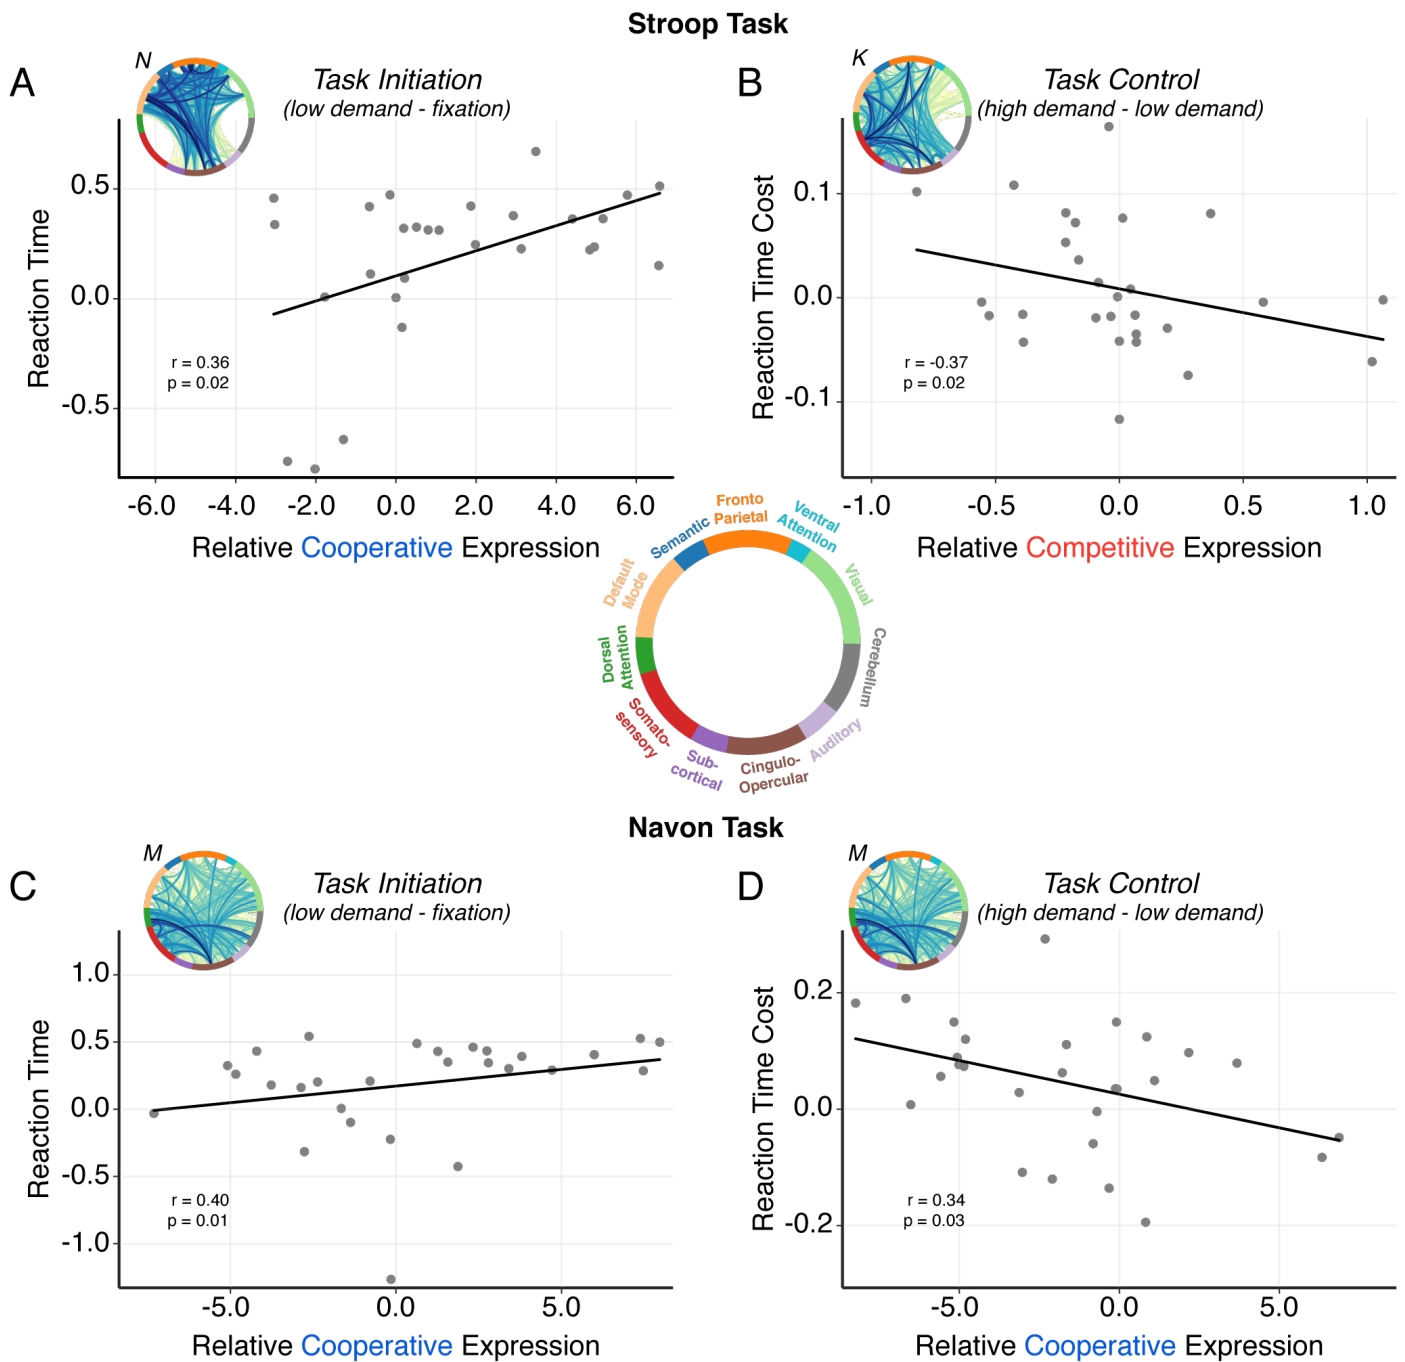 Stroop Task
A
N
Task Initiation
(low demand - fixation)
Reaction Time
0.5
0.0
-0.5
r = 0.36
p = 0.02
-6.0 -4.0 -2.0 0.0 2.0 4.0 6.0
Relative Cooperative Expression
B
K
Task Control
(high demand - low demand)
Reaction Time Cost
0.1
0.0
-0.1
r = -0.37
p = 0.02
-1.0 -0.5 0.0 0.5 1.0
Relative Competitive Expression
Fronto
Parietal
Ventral
Attention
Visual
Cerebellum
Auditory
Cingulo-
Opercular
Sub-
cortical
Somato-
sensory
Dorsal
Attention
Default
Mode
Semantic
Navon Task
C
M
Task Initiation
(low demand - fixation)
Reaction Time
1.0
0.5
0.0
-0.5
-1.0
r = 0.40
p = 0.01
-5.0 0.0 5.0
Relative Cooperative Expression
D
M
Task Control
(high demand - low demand)
Reaction Time Cost
0.2
0.0
-0.2
r = 0.34
p = 0.03
-5.0 0.0 5.0
Relative Cooperative Expression